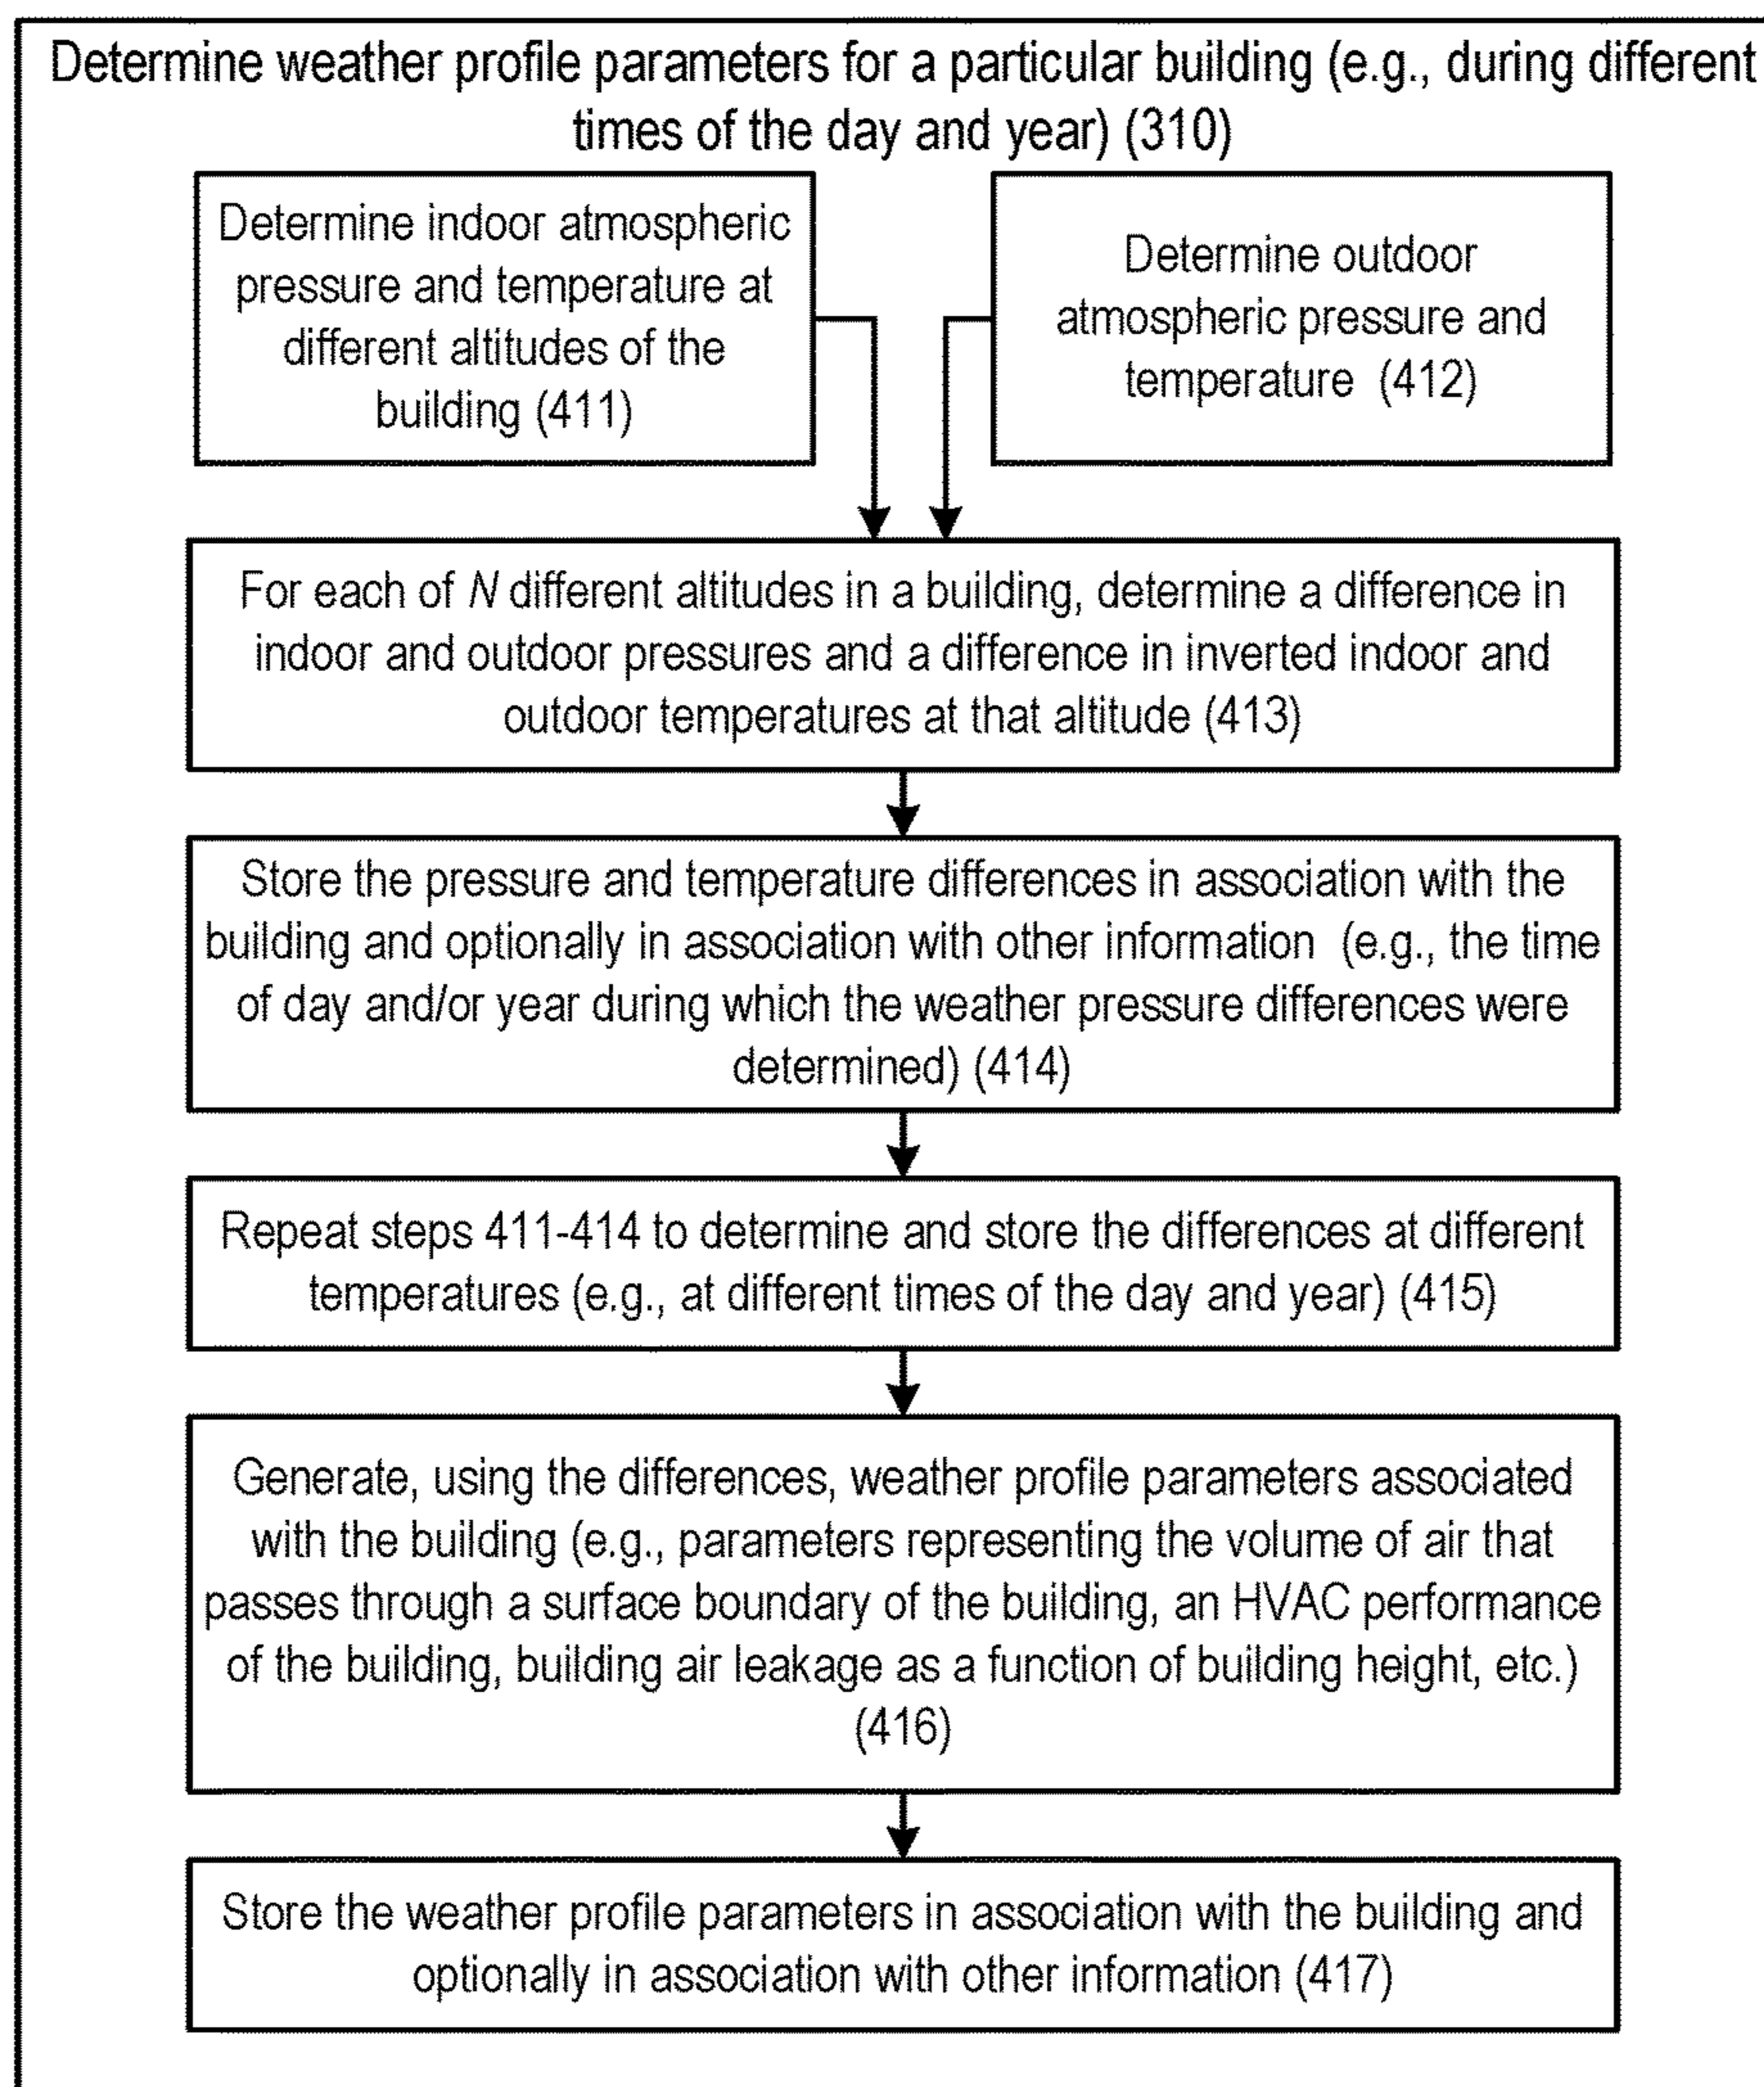 Determine weather profile parameters for a particular building (e.g., during different
times of the day and year) (310)
Determine indoor atmospheric
pressure and temperature at
different altitudes of the
building (411)
Determine outdoor
atmospheric pressure and
temperature (412)
For each of N different altitudes in a building, determine a difference in
indoor and outdoor pressures and a difference in inverted indoor and
outdoor temperatures at that altitude (413)
Store the pressure and temperature differences in association with the
building and optionally in association with other information (e.g., the time
of day and/or year during which the weather pressure differences were
determined) (414)
Repeat steps 411-414 to determine and store the differences at different
temperatures (e.g., at different times of the day and year) (415)
Generate, using the differences, weather profile parameters associated
with the building (e.g., parameters representing the volume of air that
passes through a surface boundary of the building, an HVAC performance
of the building, building air leakage as a function of building height, etc.)
(416)
Store the weather profile parameters in association with the building and
optionally in association with other information (417)